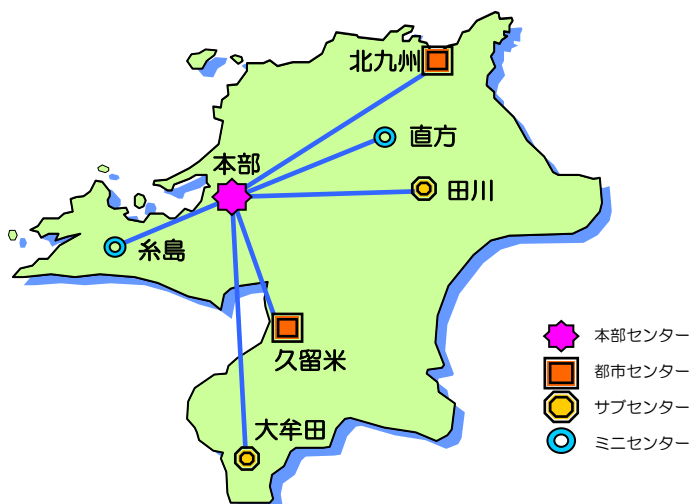 北九州
直方
本部
田川
糸島
久留米
大牟田
本部センター
都市センター
サブセンター
ミニセンター